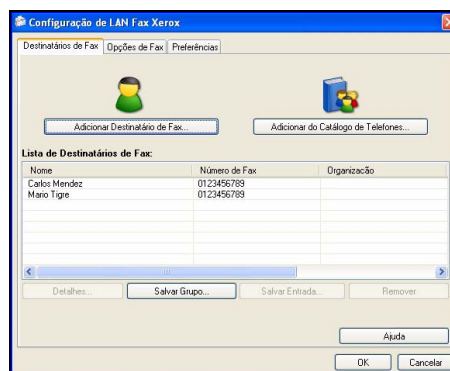 Configuração de LAN Fax Xerox
Destinatários de Fax Opções de Fax Preferências
Adicionar Destinatário de Fax... Adicionar do Catálogo de Telefones...
Lista de Destinatários de Fax:
Nome Número de Fax Organizacão
Carlos Mendez 0123456789
Mario Tigre 0123456789
Detalhes... Salvar Grupo... Salvar Entrada... Remover
Ajuda
OK Cancelar